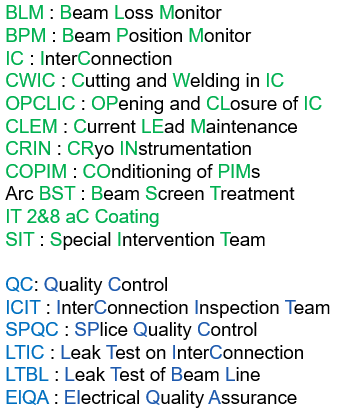 BLM : Beam Loss Monitor
BPM : Beam Position Monitor
IC : InterConnection
CWIC : Cutting and Welding in IC
OPCLIC : OPening and CLosure of IC
CLEM : Current LEad Maintenance
CRIN : CRyo INstrumentation
COPIM : COnditioning of PIMs
Arc BST : Beam Screen Treatment
IT 2&8 aC Coating
SIT : Special Intervention Team

QC: Quality Control
ICIT : InterConnection Inspection Team
SPQC : SPlice Quality Control
LTIC : Leak Test on InterConnection
LTBL : Leak Test of Beam Line
ElQA : Electrical Quality Assurance